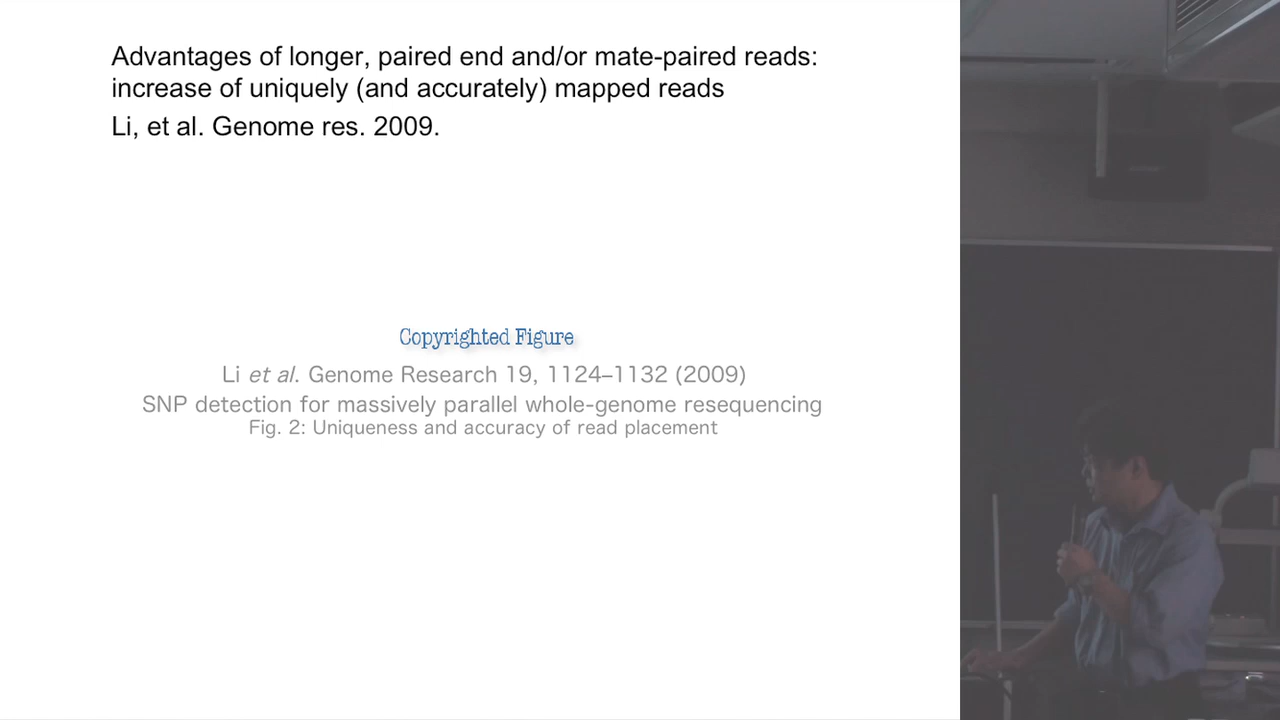 Advantages of longer, paired end and/or mate-paired reads:
increase of uniquely (and accurately) mapped reads
Li, et al. Genome res. 2009.
Copyrighted Figure
Li et al. Genome Research 19, 1124–1132 (2009)
SNP detection for massively parallel whole-genome resequencing
Fig. 2: Uniqueness and accuracy of read placement